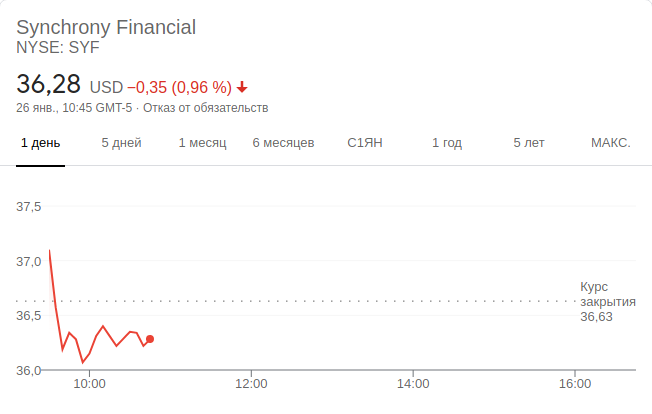 Synchrony Financial
NYSE: SYF
36,28 USD −0,35 (0,96 %)
26 янв., 10:45 GMT-5 · Отказ от обязательств
1 день 5 дней 1 месяц 6 месяцев С1ЯН 1 год 5 лет МАКС.
37,5
37,0
Курс
закрытия
36,63
36,5
36,0
10:00 12:00 14:00 16:00